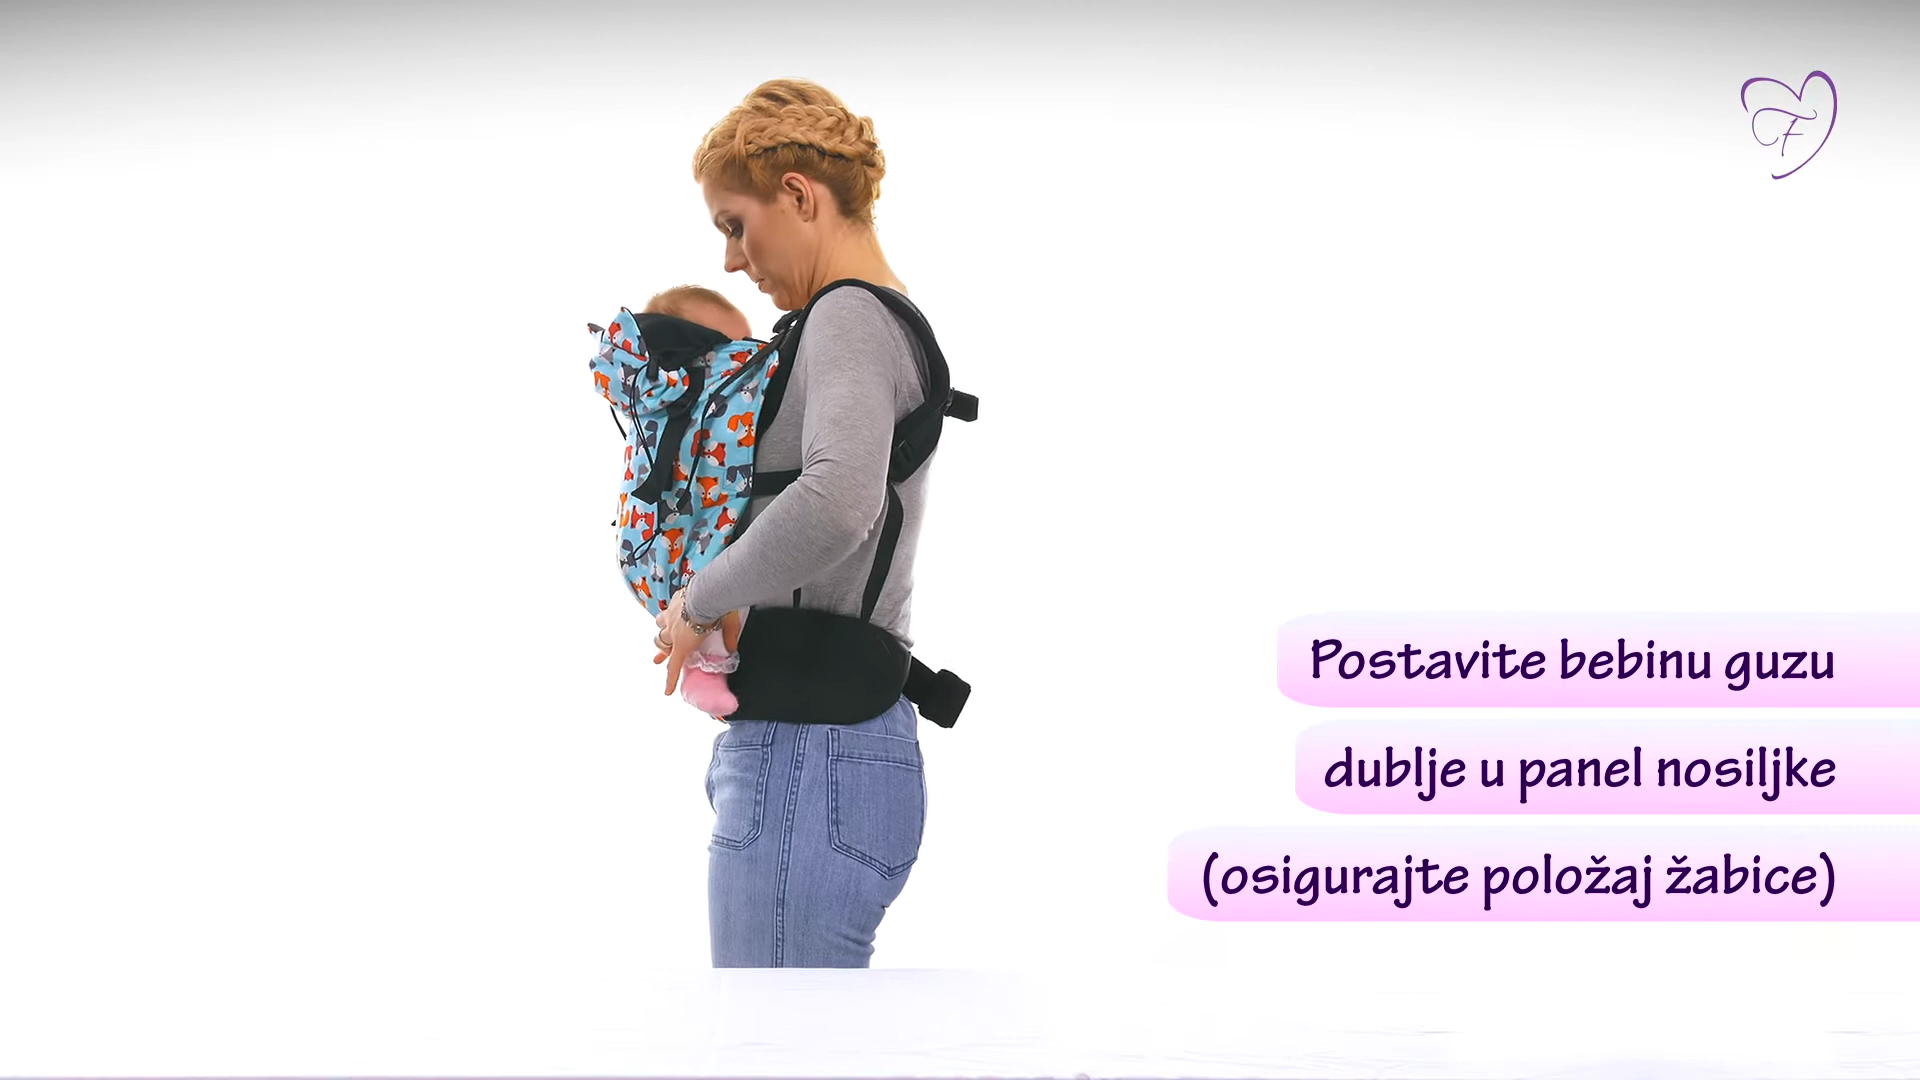 Postavite bebinu guzu
dublje u panel nosiljke
(osigurajte položaj žabice)
F